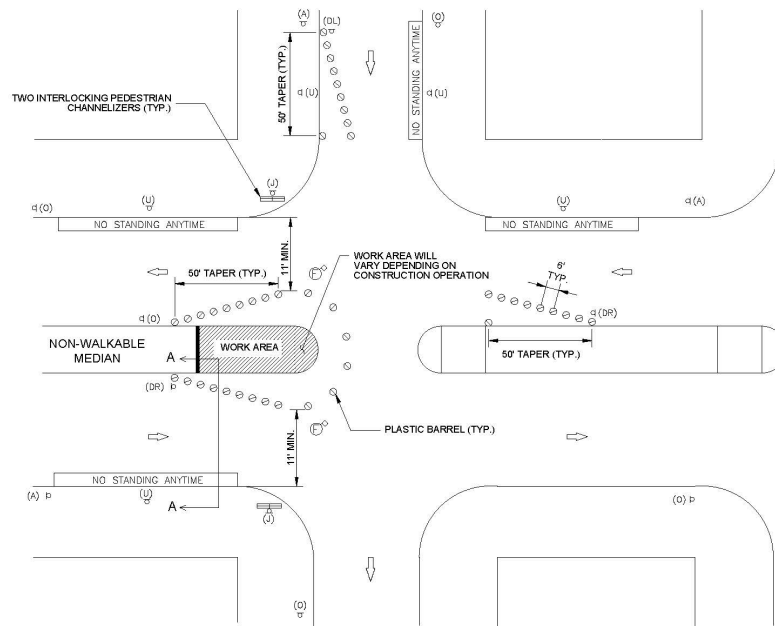 (A)
(DL)
(O)
50' TAPER (TYP.)
(U)
NO STANDING ANYTIME
(U)
TWO INTERLOCKING PEDESTRIAN
CHANNELIZERS (TYP.)
(J)
(O)
(U)
(U)
(A)
NO STANDING ANYTIME
NO STANDING ANYTIME
11' MIN.
50' TAPER (TYP.)
F
WORK AREA WILL
VARY DEPENDING ON
CONSTRUCTION OPERATION
6'
TYP.
(O)
(DR)
NON-WALKABLE
MEDIAN
A
WORK AREA
50' TAPER (TYP.)
(DR)
11' MIN.
F
PLASTIC BARREL (TYP.)
NO STANDING ANYTIME
(A)
(U)
A
(J)
(O)
(O)